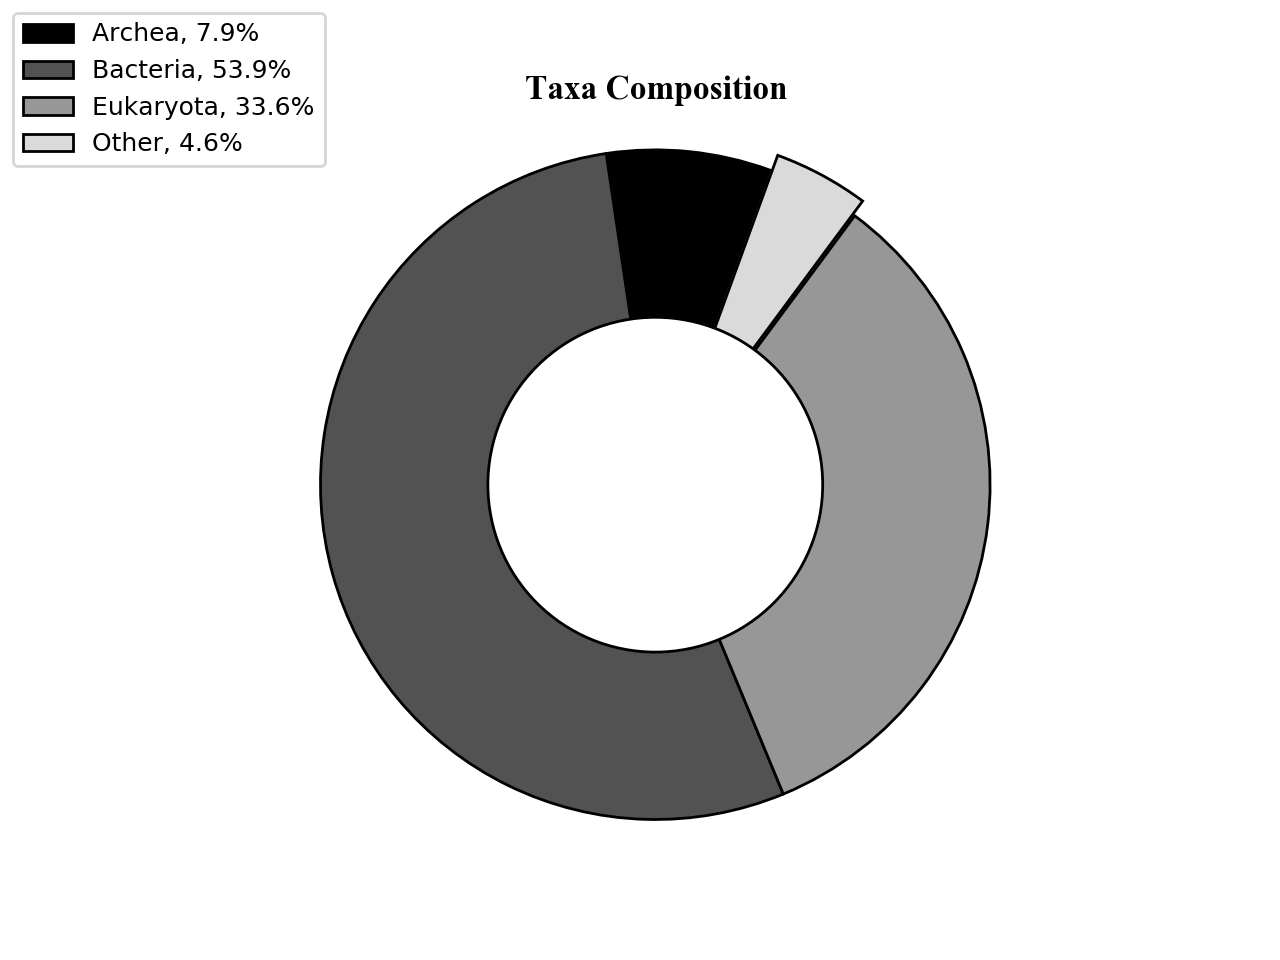 Archea, 7.9%
Bacteria, 53.9%
Eukaryota, 33.6%
Other, 4.6%
Taxa Composition